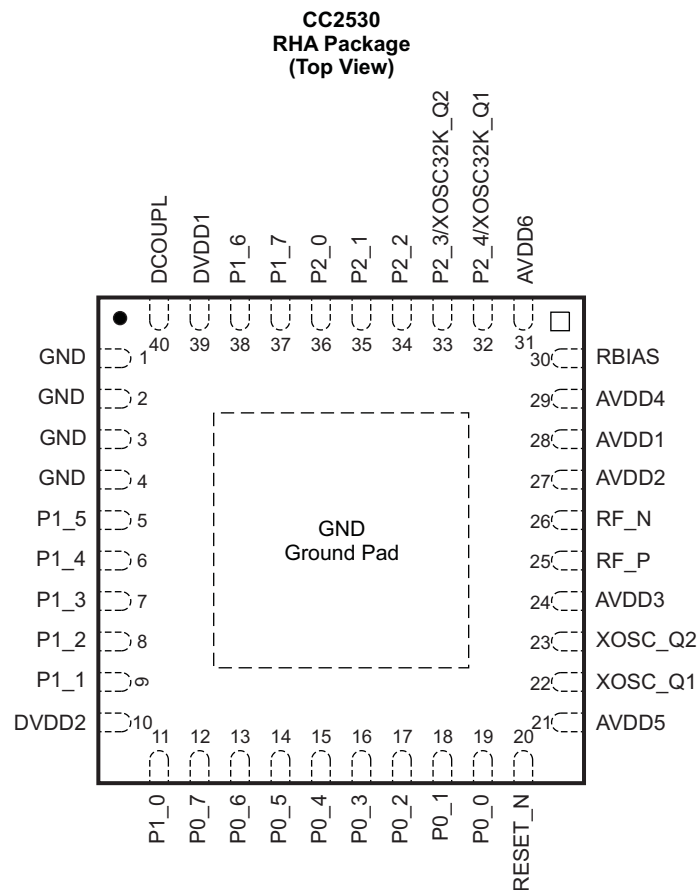 CC2530
RHA Package
(Top View)
DCOUPL
DVDD1
P1_6
P1_7
P2_0
P2_1
P2_2
P2_3/XOSC32K_Q2
P2_4/XOSC32K_Q1
AVDD6
40 39 38 37 36 35 34 33 32 31
GND 1
GND 2
GND 3
GND 4
P1_5 5
P1_4 6
P1_3 7
P1_2 8
P1_1 9
DVDD2 10
GND
Ground Pad
30 RBIAS
29 AVDD4
28 AVDD1
27 AVDD2
26 RF_N
25 RF_P
24 AVDD3
23 XOSC_Q2
22 XOSC_Q1
21 AVDD5
11 12 13 14 15 16 17 18 19 20
P1_0
P0_7
P0_6
P0_5
P0_4
P0_3
P0_2
P0_1
P0_0
RESET_N